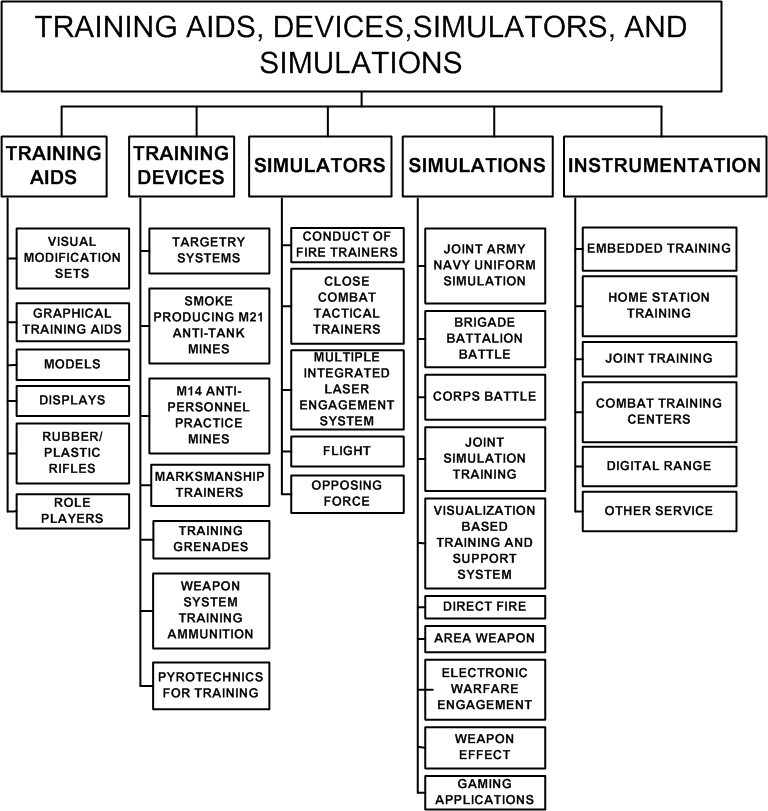 TRAINING AIDS, DEVICES,SIMULATORS, AND
SIMULATIONS
TRAINING
AIDS
VISUAL
MODIFICATION
SETS
GRAPHICAL
TRAINING AIDS
MODELS
DISPLAYS
RUBBER/
PLASTIC
RIFLES
ROLE
PLAYERS
TRAINING
DEVICES
TARGETRY
SYSTEMS
SMOKE
PRODUCING M21
ANTI-TANK
MINES
M14 ANTI-
PERSONNEL
PRACTICE
MINES
MARKSMANSHIP
TRAINERS
TRAINING
GRENADES
WEAPON
SYSTEM
TRAINING
AMMUNITION
PYROTECHNICS
FOR TRAINING
SIMULATORS
CONDUCT OF
FIRE TRAINERS
CLOSE
COMBAT
TACTICAL
TRAINERS
MULTIPLE
INTEGRATED
LASER
ENGAGEMENT
SYSTEM
FLIGHT
OPPOSING
FORCE
SIMULATIONS
JOINT ARMY
NAVY UNIFORM
SIMULATION
BRIGADE
BATTALION
BATTLE
CORPS BATTLE
JOINT
SIMULATION
TRAINING
VISUALIZATION
BASED
TRAINING AND
SUPPORT
SYSTEM
DIRECT FIRE
AREA WEAPON
ELECTRONIC
WARFARE
ENGAGEMENT
WEAPON
EFFECT
GAMING
APPLICATIONS
INSTRUMENTATION
EMBEDDED TRAINING
HOME STATION
TRAINING
JOINT TRAINING
COMBAT TRAINING
CENTERS
DIGITAL RANGE
OTHER SERVICE